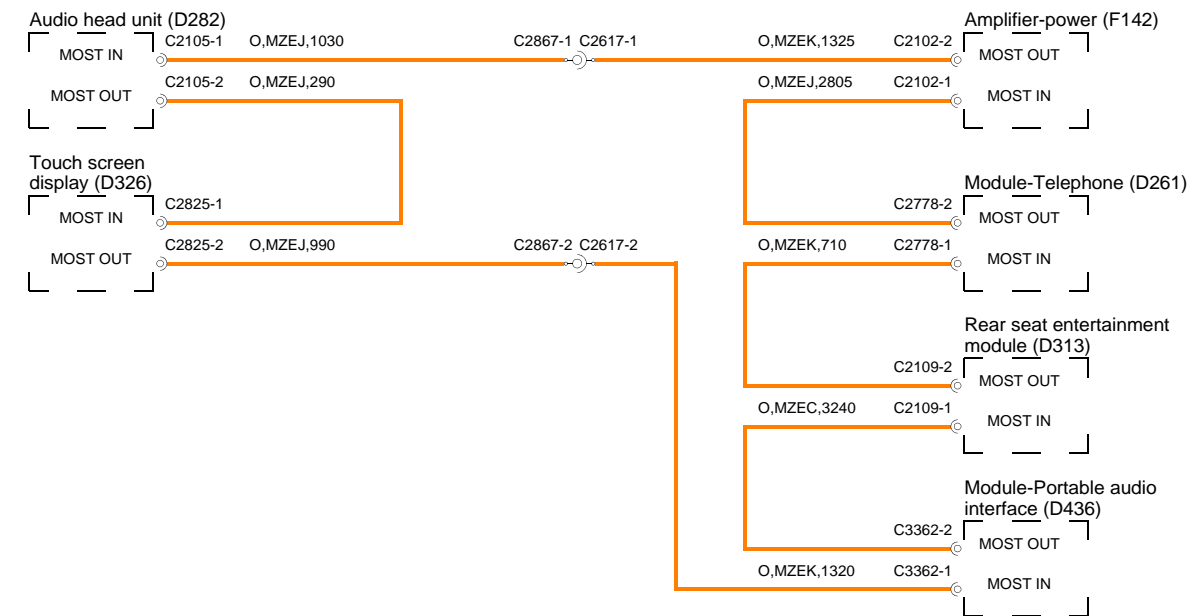 Audio head unit (D282)
MOST IN
C2105-1 O,MZEJ,1030 C2867-1 C2617-1
MOST OUT
C2105-2 O,MZEJ,290
Touch screen
display (D326)
MOST IN
C2825-1
MOST OUT
C2825-2 O,MZEJ,990 C2867-2 C2617-2
Amplifier-power (F142)
O,MZEK,1325 C2102-2
MOST OUT
O,MZEJ,2805 C2102-1
MOST IN
Module-Telephone (D261)
C2778-2
MOST OUT
O,MZEK,710 C2778-1
MOST IN
Rear seat entertainment
module (D313)
C2109-2
MOST OUT
O,MZEC,3240 C2109-1
MOST IN
Module-Portable audio
interface (D436)
C3362-2
MOST OUT
O,MZEK,1320 C3362-1
MOST IN